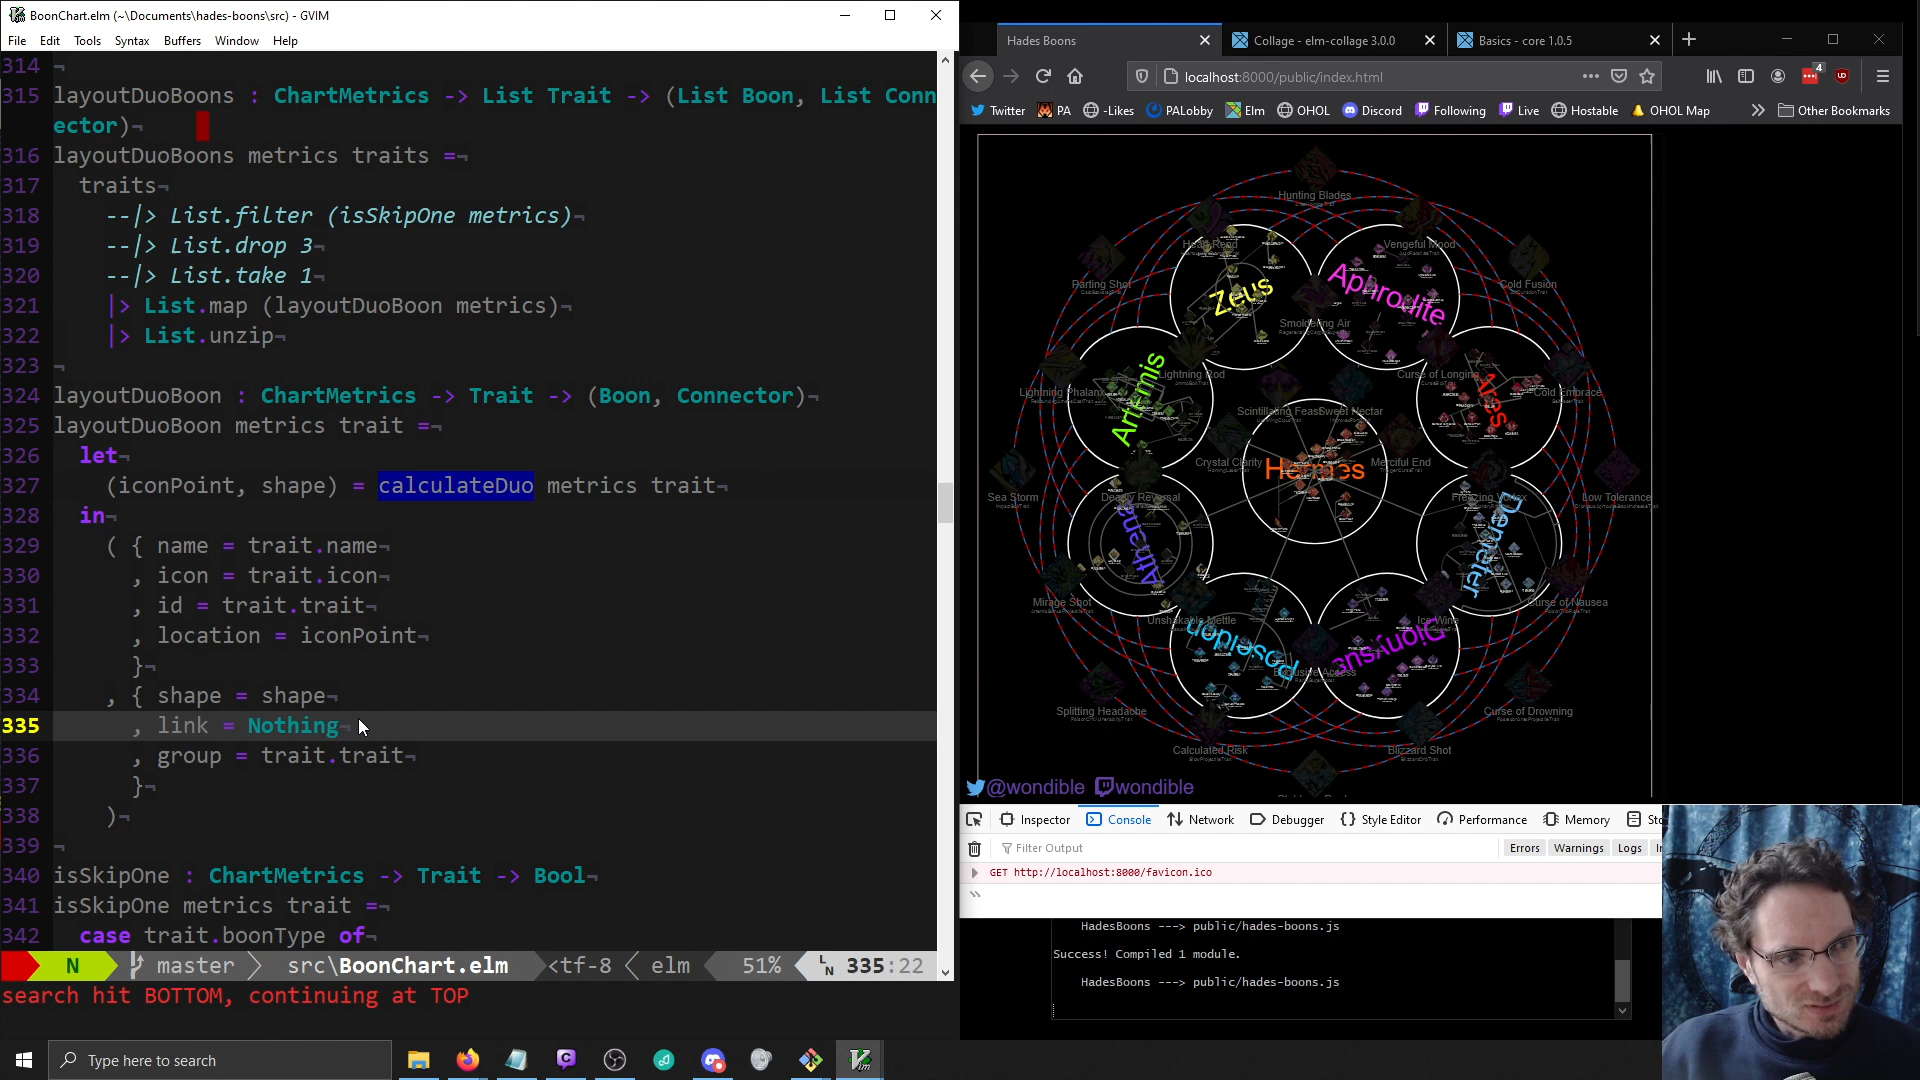 BoonChart.elm (~\Documents\hades-boons\src) - GVIM
File Edit Tools Syntax Buffers Window Help
314 ¬
315 layoutDuoBoons : ChartMetrics -> List Trait -> (List Boon, List Conn
ector)¬
316 layoutDuoBoons metrics traits =¬
317 traits¬
318 --|> List.filter (isSkipOne metrics)¬
319 --|> List.drop 3¬
320 --|> List.take 1¬
321 |> List.map (layoutDuoBoon metrics)¬
322 |> List.unzip¬
323 ¬
324 layoutDuoBoon : ChartMetrics -> Trait -> (Boon, Connector)¬
325 layoutDuoBoon metrics trait =¬
326 let¬
327 (iconPoint, shape) = calculateDuo metrics trait¬
328 in¬
329 ( { name = trait.name¬
330 , icon = trait.icon¬
331 , id = trait.trait¬
332 , location = iconPoint¬
333 }¬
334 , { shape = shape¬
335 , link = Nothing¬
336 , group = trait.trait¬
337 }¬
338 )¬
339 ¬
340 isSkipOne : ChartMetrics -> Trait -> Bool¬
341 isSkipOne metrics trait =¬
342 case trait.boonType of¬
N master src\BoonChart.elm <tf-8 elm 51% LN 335:22
search hit BOTTOM, continuing at TOP
Hades Boons
Collage - elm-collage 3.0.0
Basics - core 1.0.5
localhost:8000/public/index.html
4
Twitter PA -Likes PALobby Elm OHOL Discord Following Live Hostable OHOL Map Other Bookmarks
Hunting Blades
Heart Rend
Vengeful Mood
Parting Shot
Cold Fusion
Zeus
Aphrodite
Smoldering Air
Lightning Rod
Curse of Longing
Lightning Phalanx
Cold Embrace
Artemis
Ares
Scintillating Feast
Sweet Nectar
Crystal Clarity
Hermes
Merciful End
Sea Storm
Deadly Reversal
Freezing Vortex
Low Tolerance
Athena
Demeter
Mirage Shot
Curse of Nausea
Unshakable Mettle
Ice Wine
Poseidon
Dionysus
Exclusive Access
Splitting Headache
Curse of Drowning
Calculated Risk
Blizzard Shot
@wondible wondible
Inspector Console Network Debugger Style Editor Performance Memory Sto
Filter Output
Errors Warnings Logs
GET http://localhost:8000/favicon.ico
HadesBoons ---> public/hades-boons.js
Success! Compiled 1 module.
HadesBoons ---> public/hades-boons.js
Type here to search